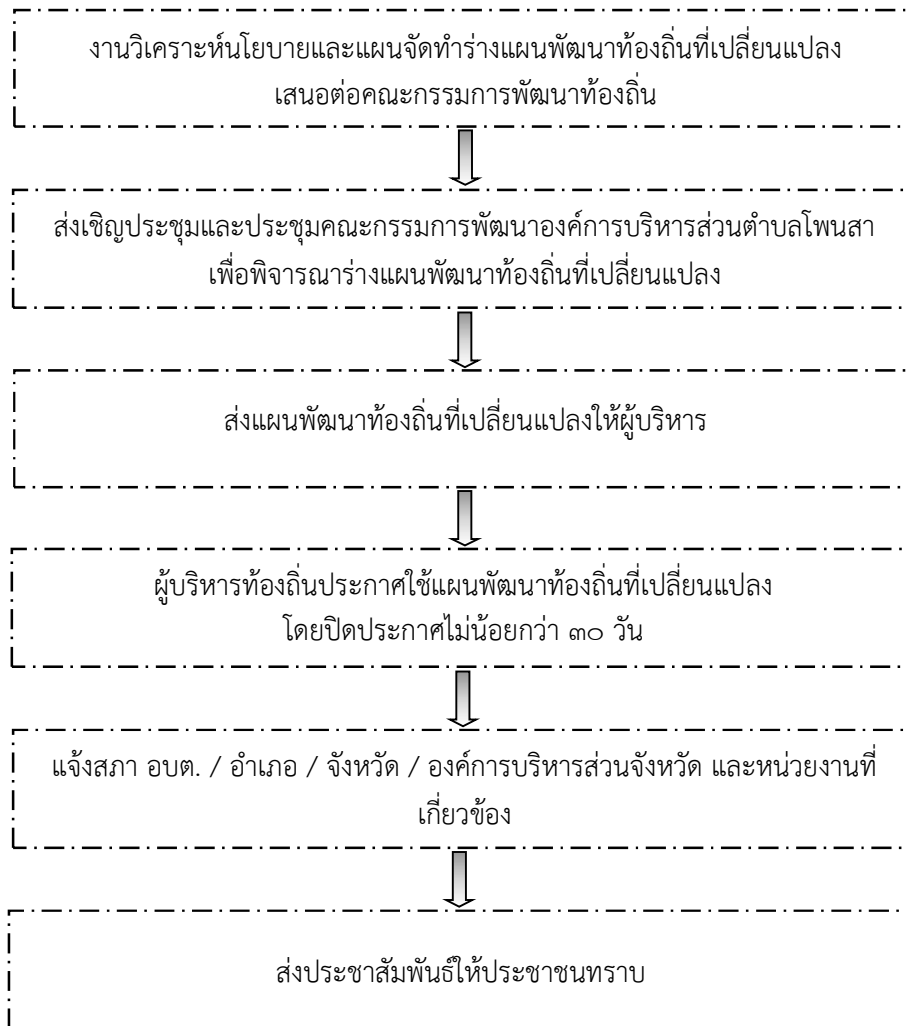 งานวิเคราะห์นโยบายและแผนจัดทำร่างแผนพัฒนาท้องถิ่นที่เปลี่ยนแปลง
เสนอต่อคณะกรรมการพัฒนาท้องถิ่น
ส่งเชิญประชุมและประชุมคณะกรรมการพัฒนาองค์การบริหารส่วนตำบลโพนสา
เพื่อพิจารณาร่างแผนพัฒนาท้องถิ่นที่เปลี่ยนแปลง
ส่งแผนพัฒนาท้องถิ่นที่เปลี่ยนแปลงให้ผู้บริหาร
ผู้บริหารท้องถิ่นประกาศใช้แผนพัฒนาท้องถิ่นที่เปลี่ยนแปลง
โดยปิดประกาศไม่น้อยกว่า ๓๐ วัน
แจ้งสภา อบต. / อำเภอ / จังหวัด / องค์การบริหารส่วนจังหวัด และหน่วยงานที่
เกี่ยวข้อง
ส่งประชาสัมพันธ์ให้ประชาชนทราบ